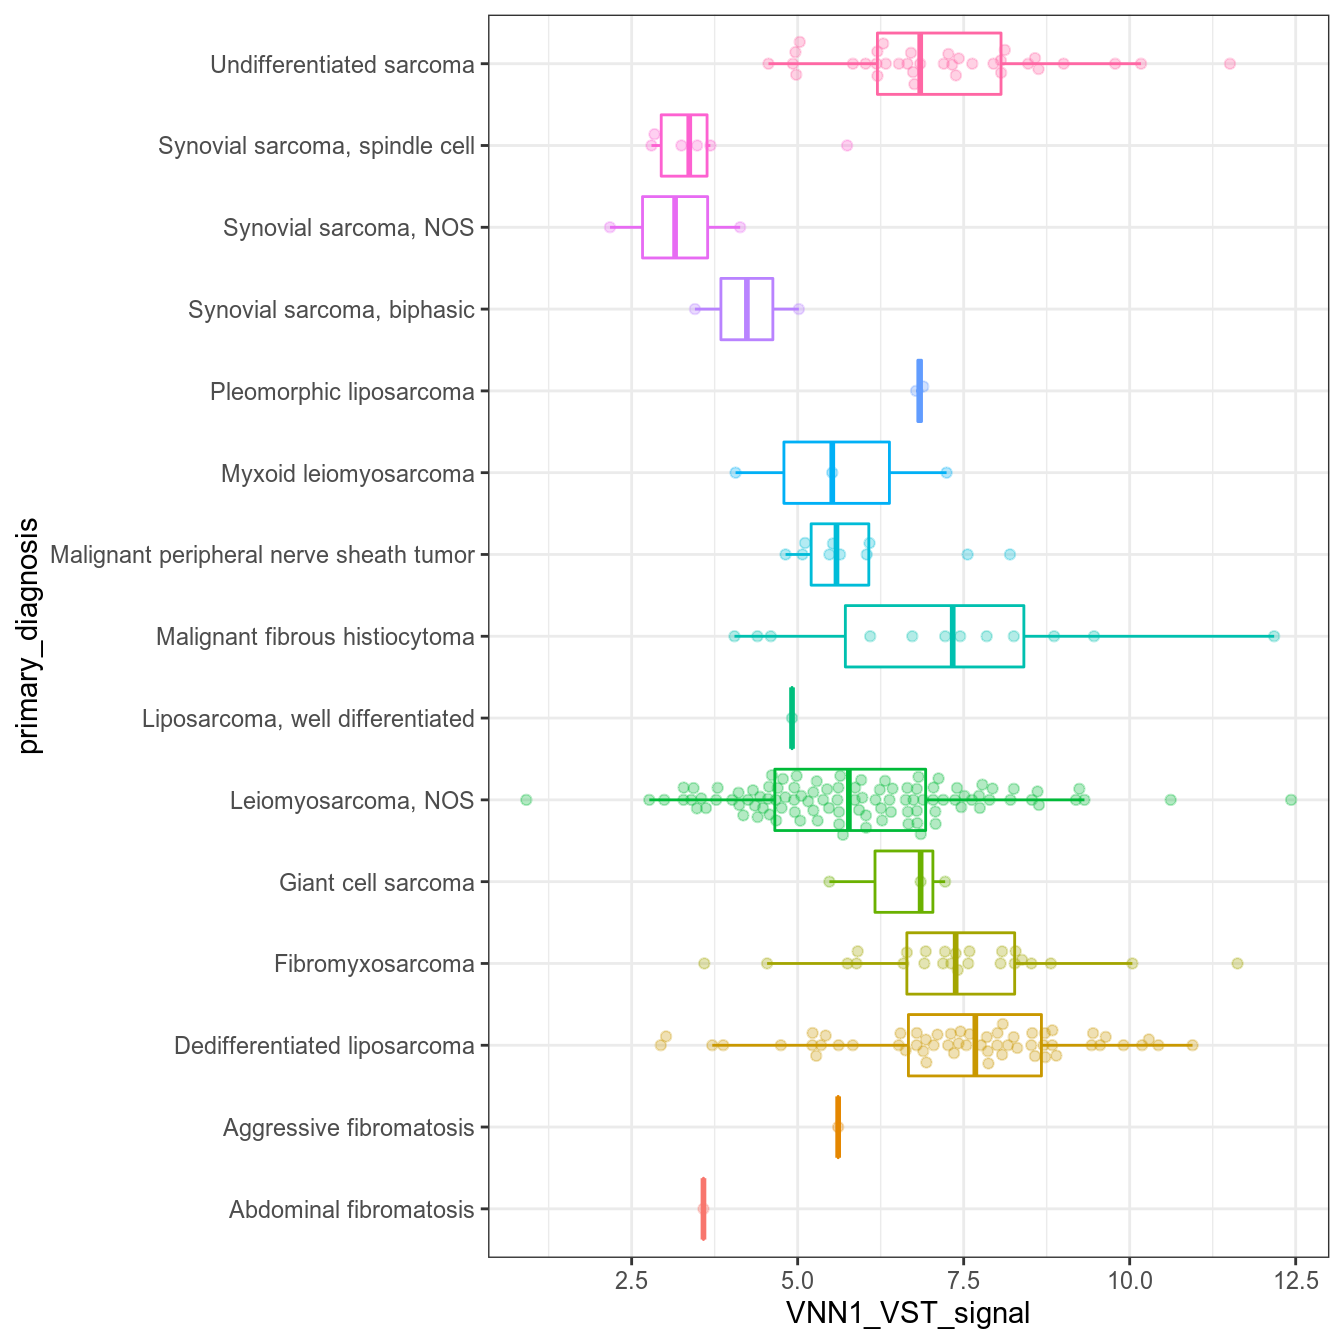 Undifferentiated sarcoma
Synovial sarcoma, spindle cell
Synovial sarcoma, NOS
Synovial sarcoma, biphasic
Pleomorphic liposarcoma
Myxoid leiomyosarcoma
Malignant peripheral nerve sheath tumor
Malignant fibrous histiocytoma
Liposarcoma, well differentiated
Leiomyosarcoma, NOS
Giant cell sarcoma
Fibromyxosarcoma
Dedifferentiated liposarcoma
Aggressive fibromatosis
Abdominal fibromatosis
primary_diagnosis
2.5 5.0 7.5 10.0 12.5
VNN1_VST_signal